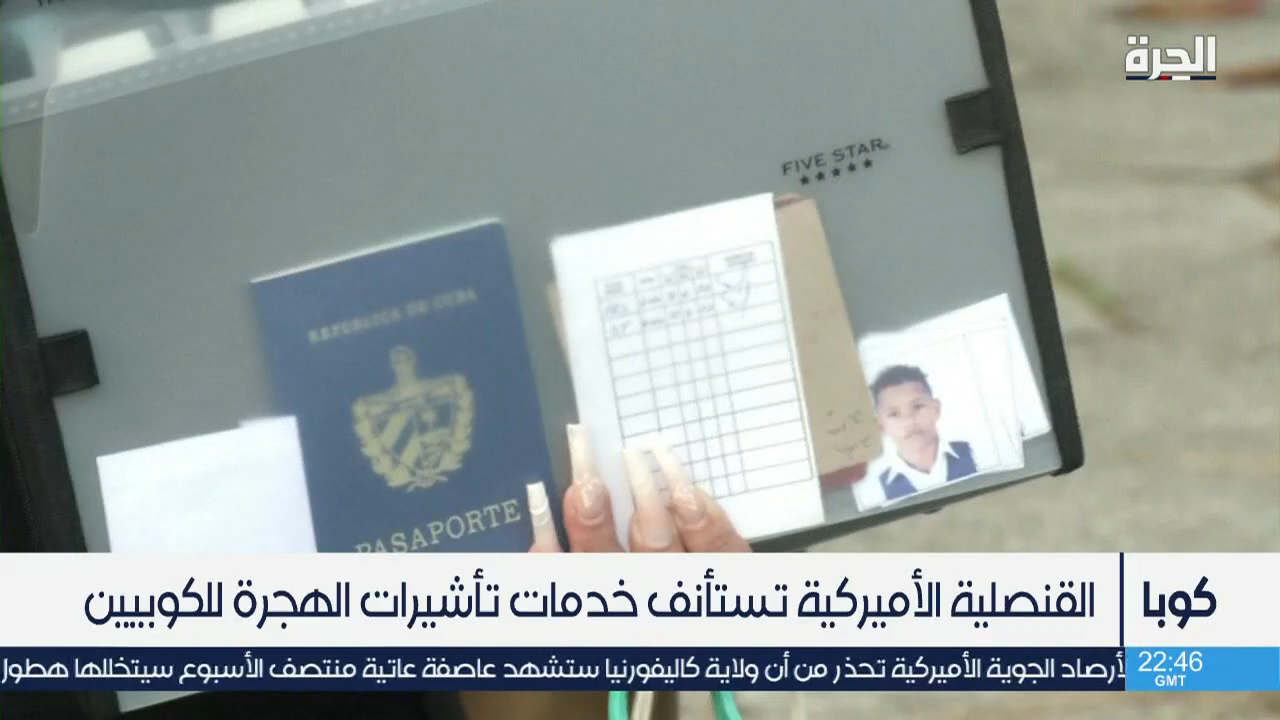 الحرة
FIVE STAR
REPUBLICA DE CUBA
PASAPORTE
كوبا
القنصلية الأميركية تستأنف خدمات تأشيرات الهجرة للكوبيين
لأرصاد الجوية الأميركية تحذر من أن ولاية كاليفورنيا ستشهد عاصفة عاتية منتصف الأسبوع سيتخللها هطول
22:46
GMT